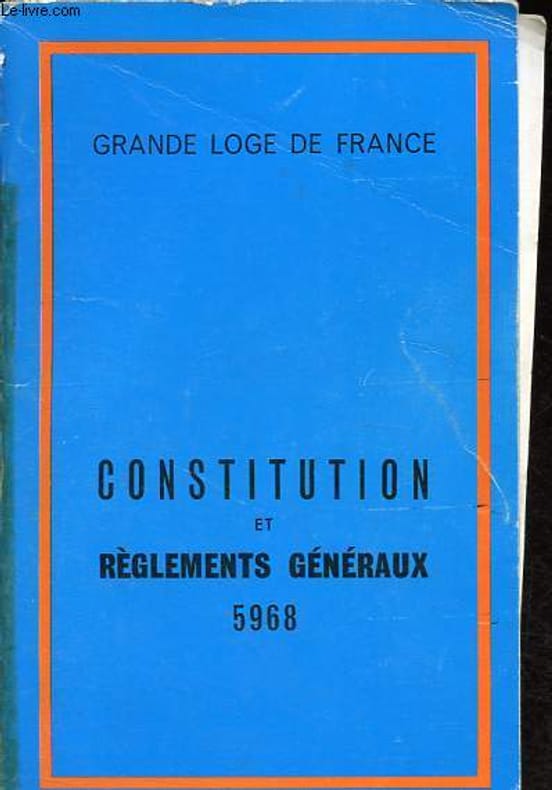 Le-livre.com
GRANDE LOGE DE FRANCE
CONSTITUTION
ET
RÈGLEMENTS GÉNÉRAUX
5968